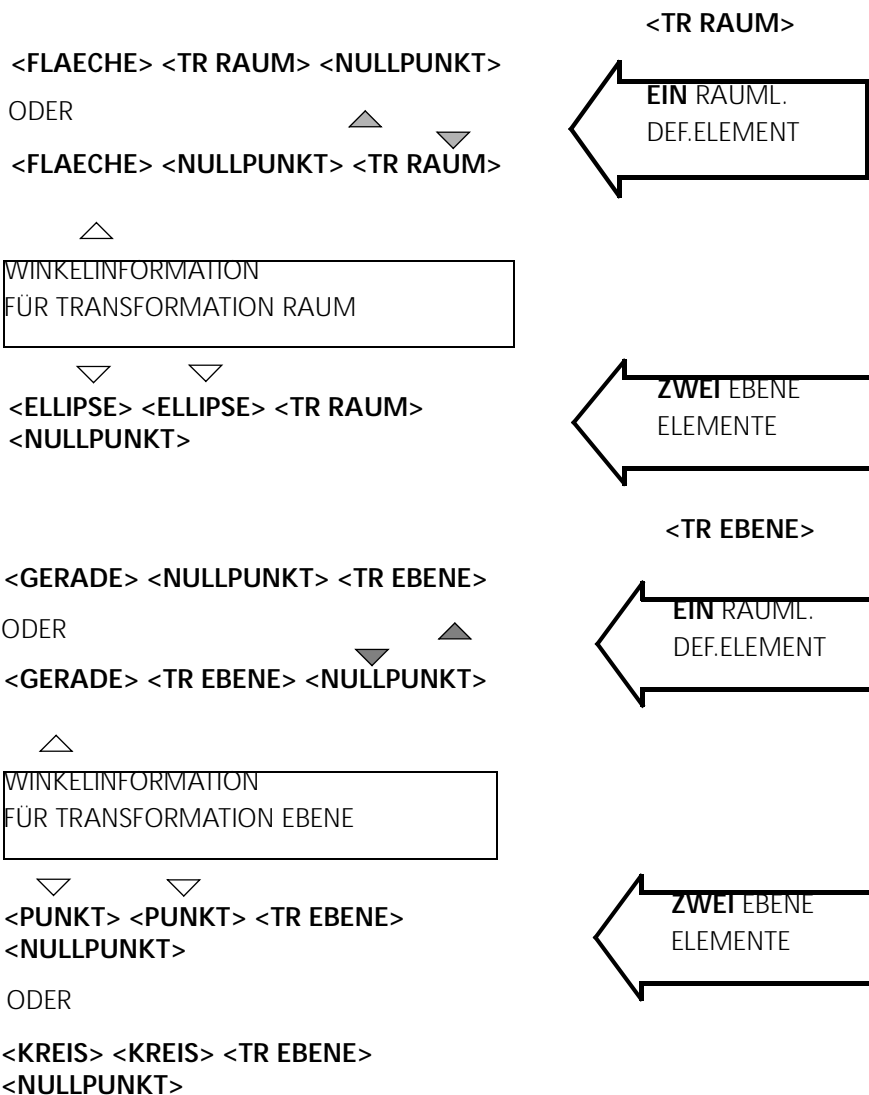 <TR RAUM>
<FLAECHE> <TR RAUM> <NULLPUNKT>
EIN RÄUML.
DEF.ELEMENT
ODER
<FLAECHE> <NULLPUNKT> <TR RAUM>
WINKELINFORMATION
FÜR TRANSFORMATION RAUM
<ELLIPSE> <ELLIPSE> <TR RAUM>
<NULLPUNKT>
ZWEI EBENE
ELEMENTE
<TR EBENE>
<GERADE> <NULLPUNKT> <TR EBENE>
EIN RÄUML.
DEF.ELEMENT
ODER
<GERADE> <TR EBENE> <NULLPUNKT>
WINKELINFORMATION
FÜR TRANSFORMATION EBENE
<PUNKT> <PUNKT> <TR EBENE>
<NULLPUNKT>
ZWEI EBENE
ELEMENTE
ODER
<KREIS> <KREIS> <TR EBENE>
<NULLPUNKT>